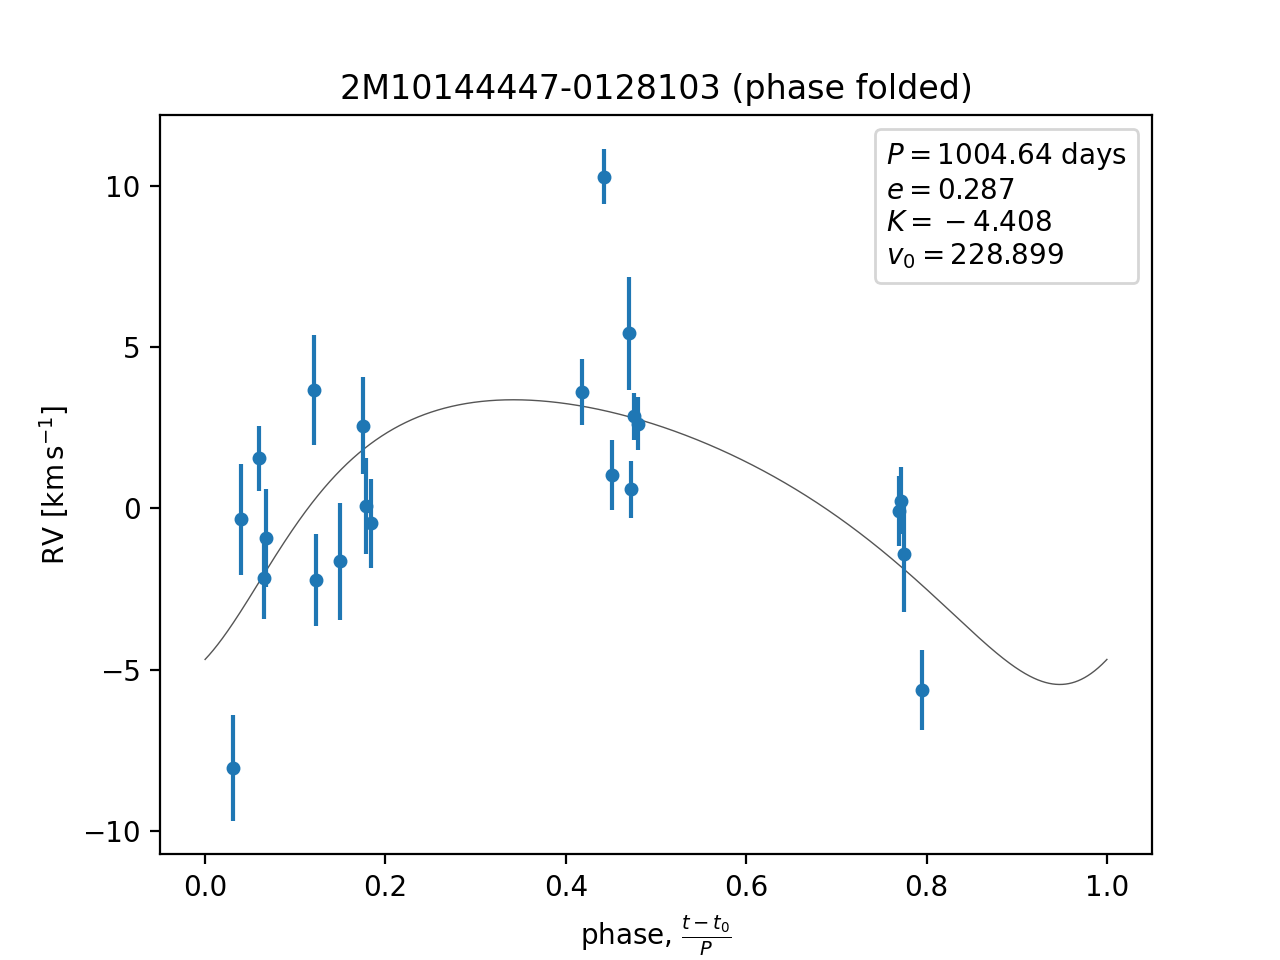 2M10144447-0128103 (phase folded)
P = 1004.64 days
e = 0.287
K = −4.408
v₀ = 228.899
RV [km s⁻¹]
10
5
0
−5
−10
0.0 0.2 0.4 0.6 0.8 1.0
phase, (t − t₀)/P